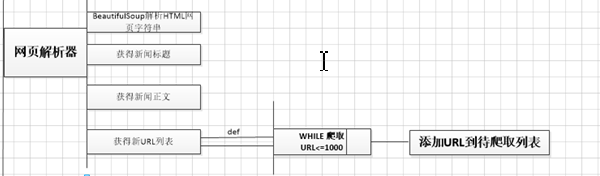 BeautifulSoup解析HTML网
页字符串
网页解析器
获得新闻标题
获得新闻正文
获得新URL列表
def
WHILE 爬取
URL<=1000
添加URL到待爬取列表